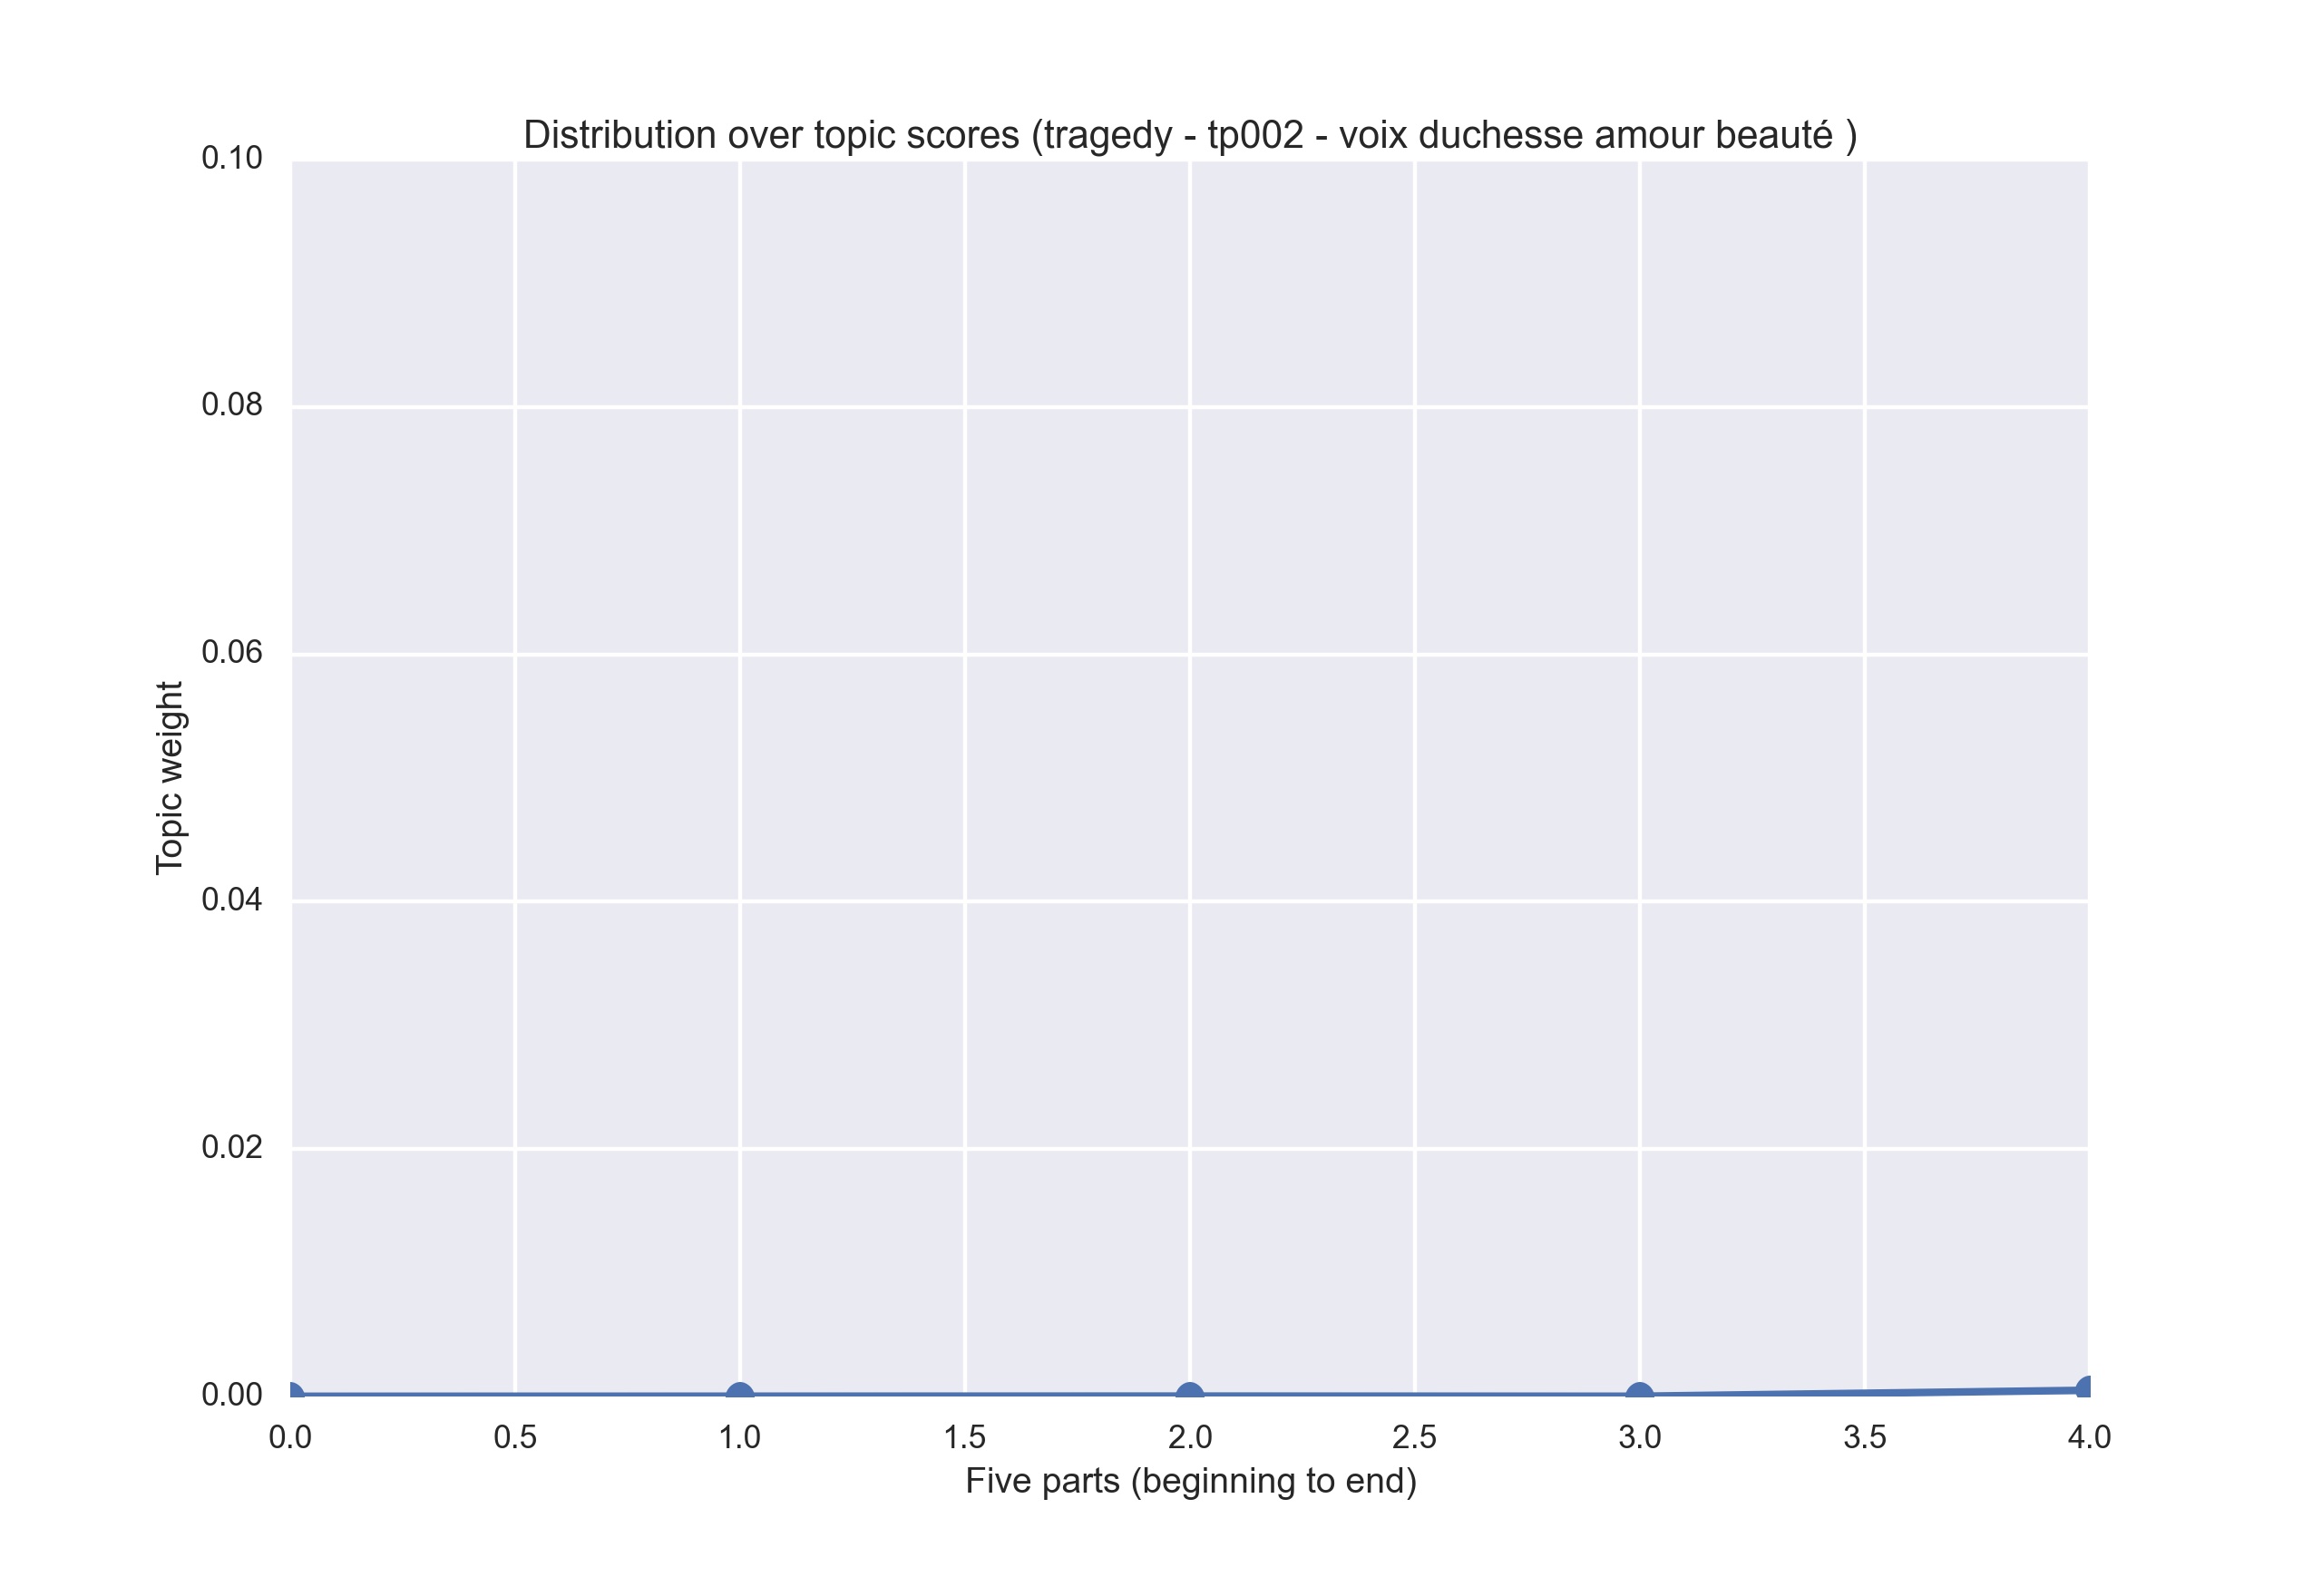 Distribution over topic scores (tragedy - tp002 - voix duchesse amour beauté )
0.10
0.08
0.06
0.04
0.02
0.00
Topic weight
0.0 0.5 1.0 1.5 2.0 2.5 3.0 3.5 4.0
Five parts (beginning to end)